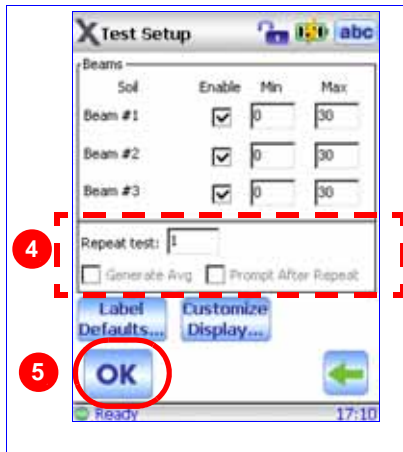 X Test Setup abc
Beams
Soil Enable Min Max
Beam #1 0 30
Beam #2 0 30
Beam #3 0 30
4
Repeat test: 1
Generate Avg Prompt After Repeat
Label Defaults... Customize Display...
5
OK
Ready 17:10